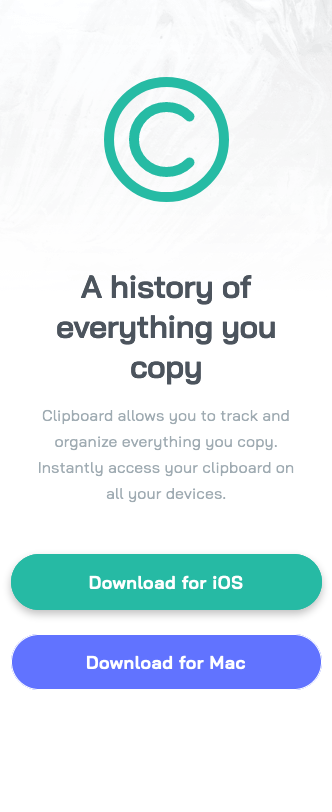 A history of
everything you
copy
Clipboard allows you to track and
organize everything you copy.
Instantly access your clipboard on
all your devices.
Download for iOS
Download for Mac